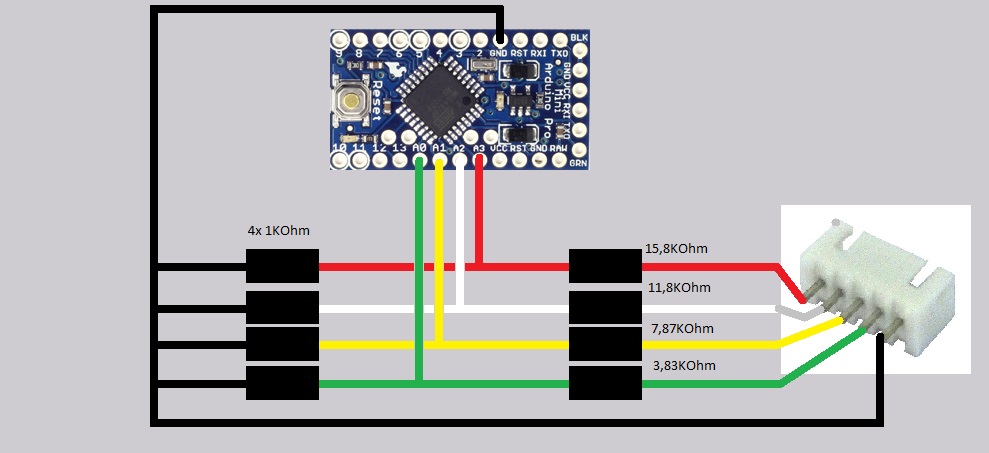 BLK
9 8 7 6 5 4 3 2 GND RST RXI TXO
GND VCC RXI TXO
Reset
Arduino Pro
Mini
10 11 12 13 A0 A1 A2 A3 VCC RST GND RAW
GRN
4x 1KOhm
15,8KOhm
11,8KOhm
7,87KOhm
3,83KOhm